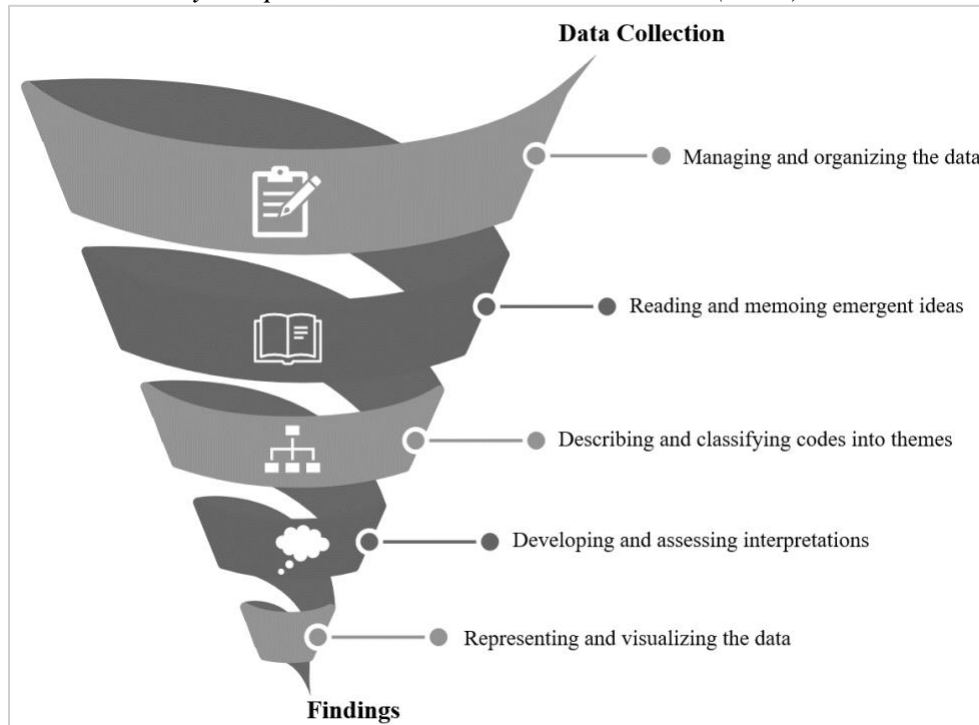 Data Collection
Managing and organizing the data
Reading and memoing emergent ideas
Describing and classifying codes into themes
Developing and assessing interpretations
Representing and visualizing the data
Findings